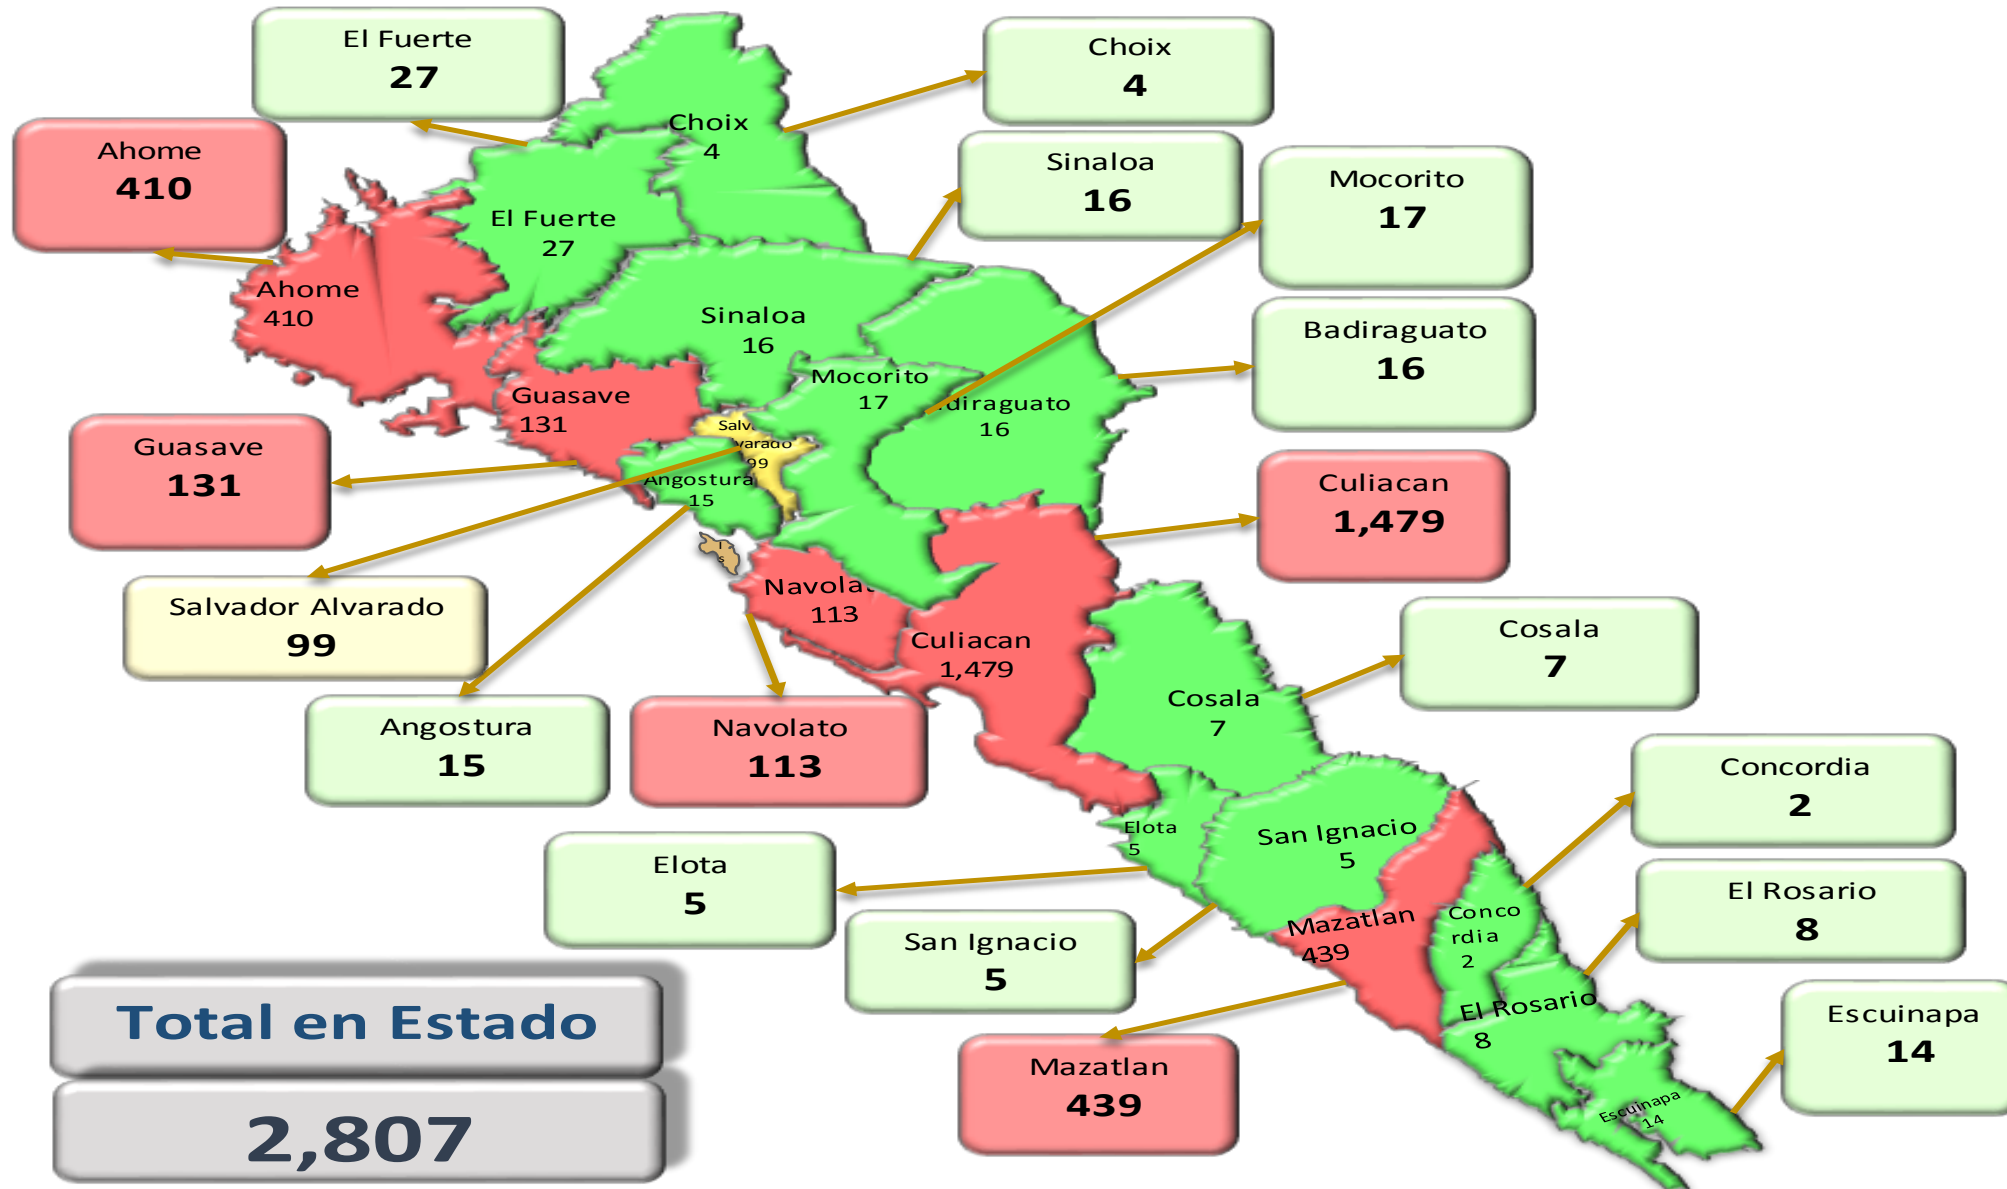 El Fuerte
27
Choix
4
Ahome
410
Sinaloa
16
Mocorito
17
Badiraguato
16
Guasave
131
Culiacan
1,479
Salvador Alvarado
99
Angostura
15
Navolato
113
Cosala
7
Concordia
2
Elota
5
El Rosario
8
San Ignacio
5
Escuinapa
14
Mazatlan
439
Choix
4
El Fuerte
27
Ahome
410
Sinaloa
16
Guasave
131
Mocorito
17
diraguato
16
Salv
varado
99
Angostura
15
Navolat
113
Culiacan
1,479
Cosala
7
Elota
5
San Ignacio
5
Mazatlan
439
Conco
rdia
2
El Rosario
8
Escuinapa
14
Total en Estado
2,807